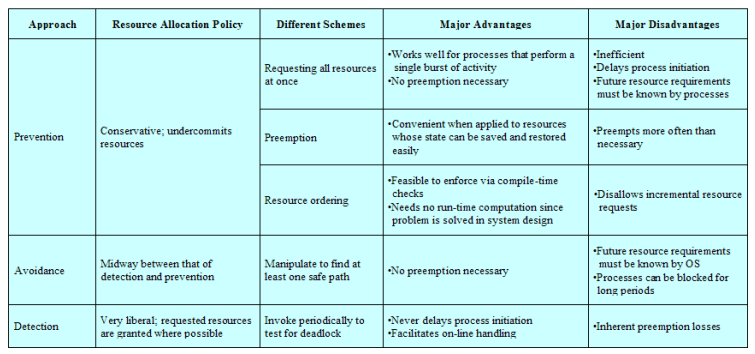 Approach
Resource Allocation Policy
Different Schemes
Major Advantages
Major Disadvantages
Prevention
Conservative; undercommits
resources
Requesting all resources
at once
•Works well for processes that perform a
single burst of activity
•No preemption necessary
•Inefficient
•Delays process initiation
•Future resource requirements
must be known by processes
Preemption
•Convenient when applied to resources
whose state can be saved and restored
easily
•Preempts more often than
necessary
Resource ordering
•Feasible to enforce via compile-time
checks
•Needs no run-time computation since
problem is solved in system design
•Disallows incremental resource
requests
Avoidance
Midway between that of
detection and prevention
Manipulate to find at
least one safe path
•No preemption necessary
•Future resource requirements
must be known by OS
•Processes can be blocked for
long periods
Detection
Very liberal; requested resources
are granted where possible
Invoke periodically to
test for deadlock
•Never delays process initiation
•Facilitates on-line handling
•Inherent preemption losses